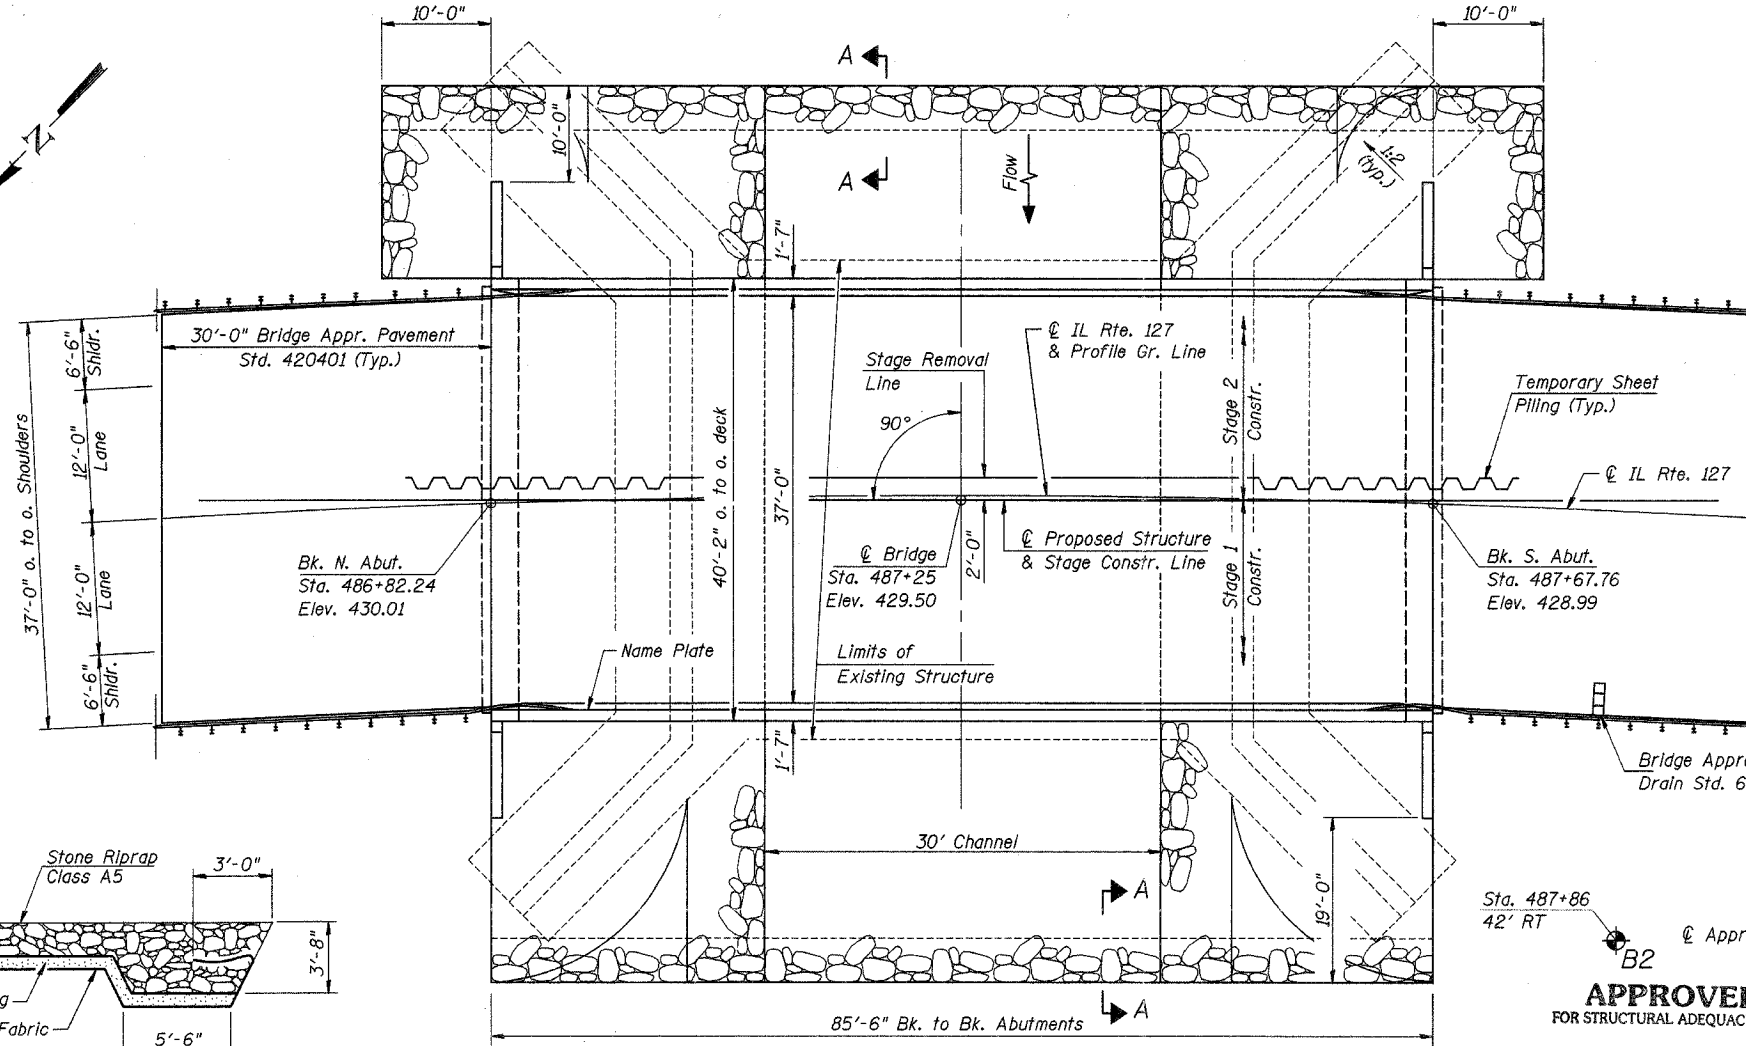 10'-0"
10'-0"
A
N
10'-0"
A
Flow
1:2
(typ.)
1'-7"
30'-0" Bridge Appr. Pavement
Std. 420401 (Typ.)
6'-6"
Shldr.
12'-0"
Lane
12'-0"
Lane
6'-6"
Shldr.
37'-0" o. to o. Shoulders
Stage Removal
Line
℄ IL Rte. 127
& Profile Gr. Line
90°
Stage 2
Constr.
Temporary Sheet
Piling (Typ.)
℄ IL Rte. 127
40'-2" o. to o. deck
37'-0"
Bk. N. Abut.
Sta. 486+82.24
Elev. 430.01
℄ Bridge
Sta. 487+25
Elev. 429.50
2'-0"
℄ Proposed Structure
& Stage Constr. Line
Stage 1
Constr.
Bk. S. Abut.
Sta. 487+67.76
Elev. 428.99
Name Plate
Limits of
Existing Structure
1'-7"
Bridge Appr
Drain Std. 6
Stone Riprap
Class A5
3'-0"
3'-8"
g
Fabric
5'-6"
30' Channel
A
19'-0"
A
85'-6" Bk. to Bk. Abutments
Sta. 487+86
42' RT
B2
℄ Appr
APPROVE
FOR STRUCTURAL ADEQUAC